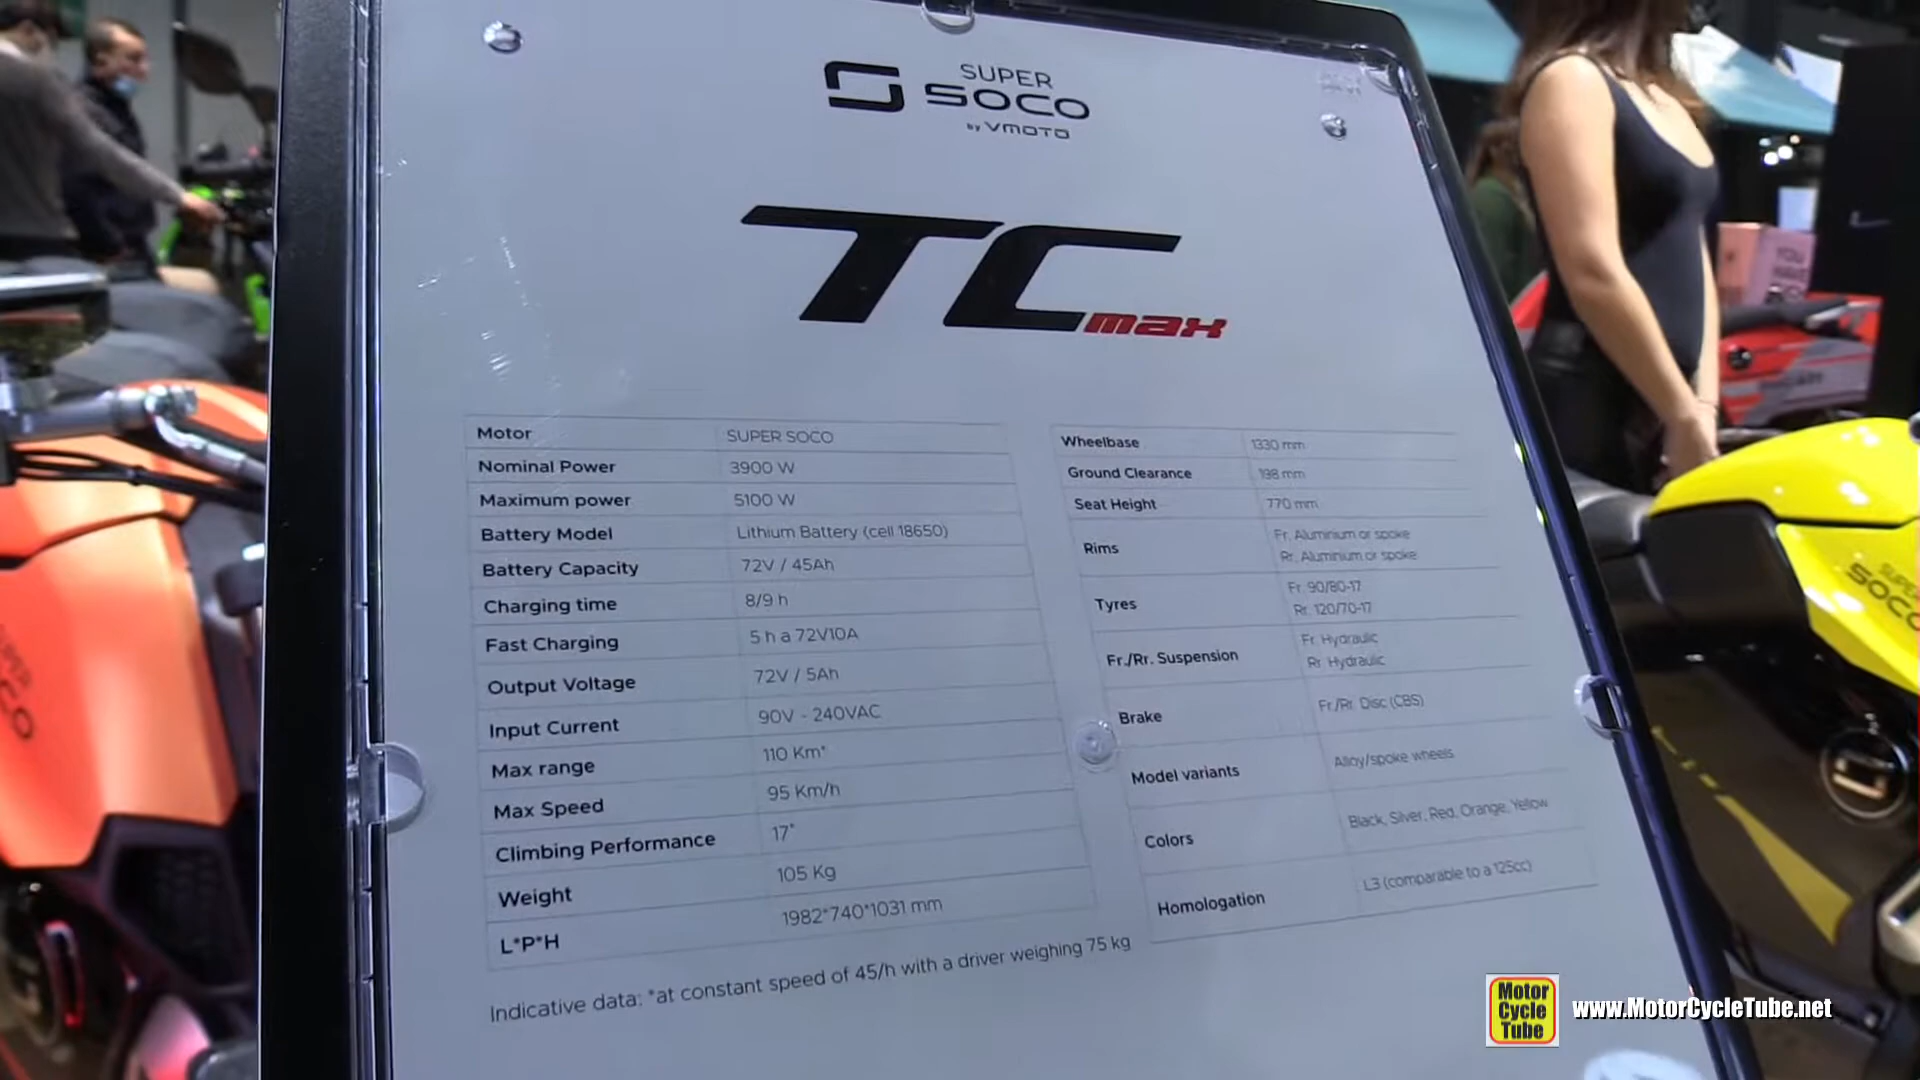 SUPER
SOCO
by VMOTO
TCmax
Motor SUPER SOCO
Nominal Power 3900 W
Maximum power 5100 W
Battery Model Lithium Battery (cell 18650)
Battery Capacity 72V / 45Ah
Charging time 8/9 h
Fast Charging 5 h a 72V10A
Output Voltage 72V / 5Ah
Input Current 90V - 240VAC
Max range 110 Km*
Max Speed 95 Km/h
Climbing Performance 17°
Weight 105 Kg
L*P*H 1982*740*1031 mm
Indicative data: *at constant speed of 45/h with a driver weighing 75 kg
Wheelbase 1330 mm
Ground Clearance 198 mm
Seat Height 770 mm
Rims Fr. Aluminium or spoke
Rr. Aluminium or spoke
Tyres Fr. 90/80-17
Rr. 120/70-17
Fr./Rr. Suspension Fr. Hydraulic
Rr. Hydraulic
Brake Fr./Rr. Disc (CBS)
Model variants Alloy/spoke wheels
Colors Black, Silver, Red, Orange, Yellow
Homologation L3 (comparable to a 125cc)
SUPER
SOCO
YOU
Motor
Cycle
Tube
www.MotorCycleTube.net